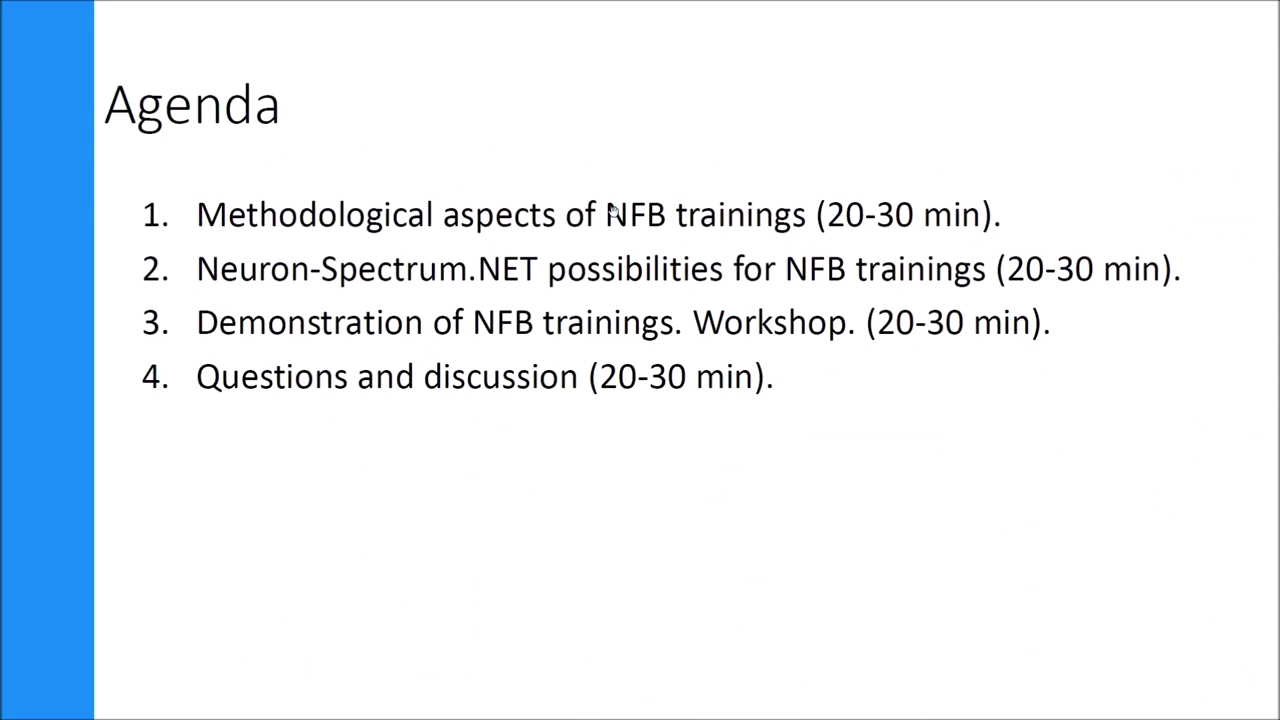 Agenda
1. Methodological aspects of NFB trainings (20-30 min).
2. Neuron-Spectrum.NET possibilities for NFB trainings (20-30 min).
3. Demonstration of NFB trainings. Workshop. (20-30 min).
4. Questions and discussion (20-30 min).